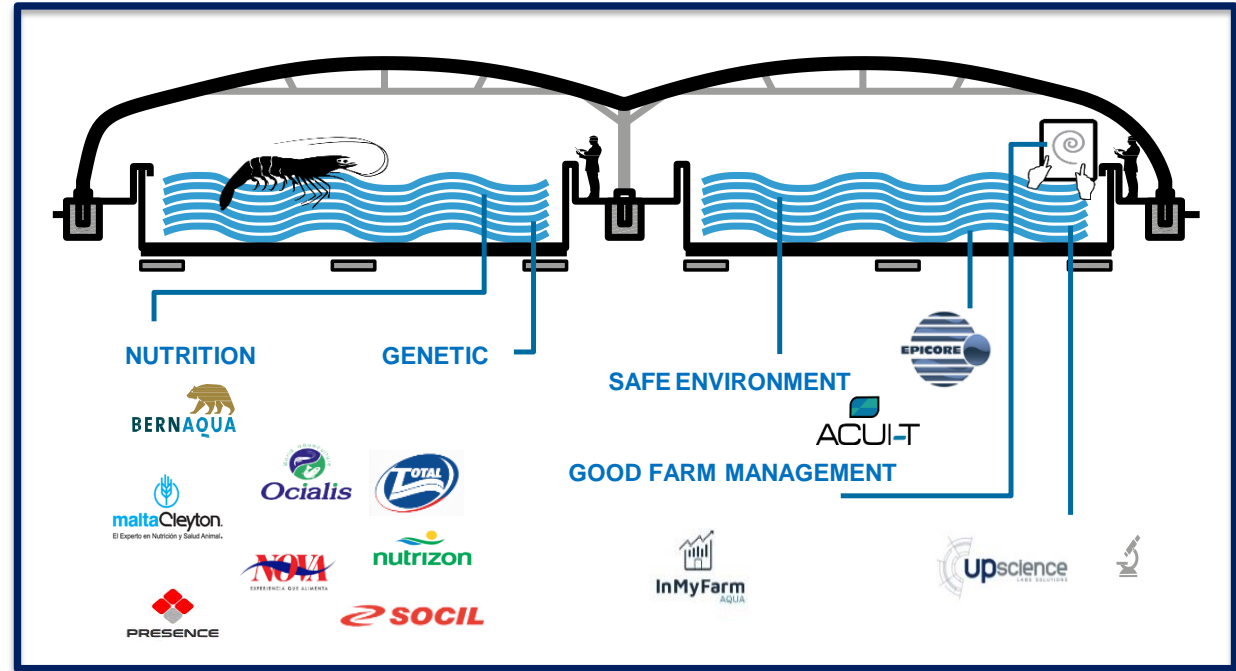 NUTRITION
GENETIC
EPICORE
SAFE ENVIRONMENT
BERNAQUA
ACUI-T
GOOD FARM MANAGEMENT
Ocialis
TOTAL
maltaCleyton.
El Experto en Nutrición y Salud Animal.
NOVA
EXPERIENCIA QUE ALIMENTA
nutrizon
InMyFarm
AQUA
Upscience
LABS SOLUTIONS
PRESENCE
SOCIL